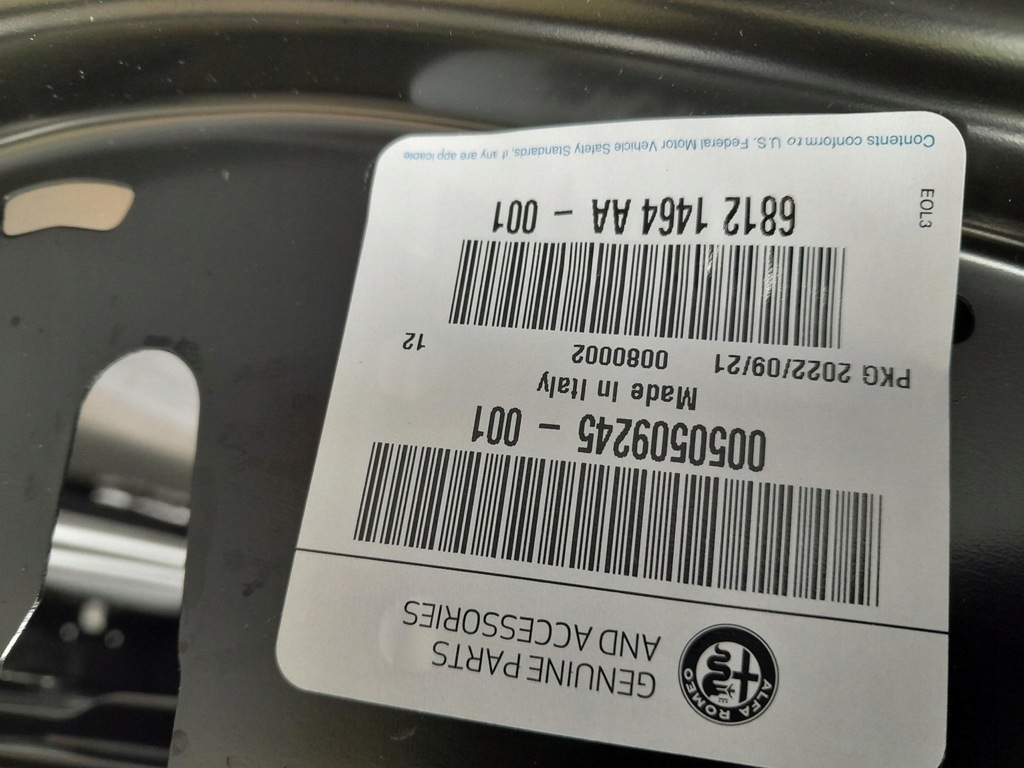 ALFA ROMEO
GENUINE PARTS
AND ACCESSORIES
0050509245 - 001
Made In Italy
PKG 2022/09/21 0080002 12
6812 1464 AA - 001
EOL3
Contents conform to U.S. Federal Motor Vehicle Safety Standards, if any are applicable